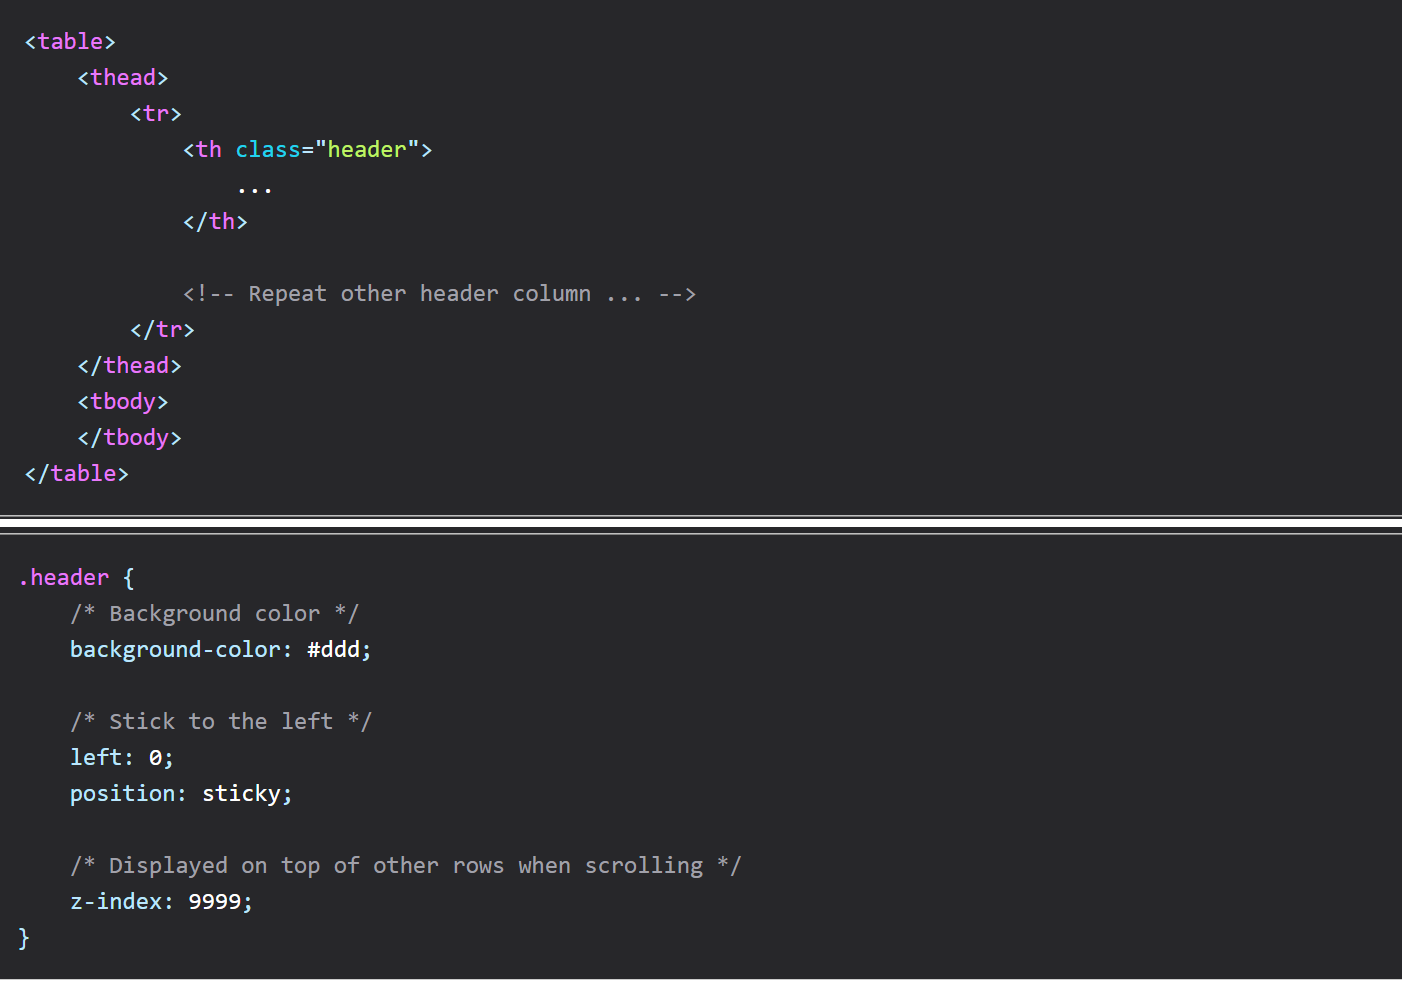 <table>
    <thead>
        <tr>
            <th class="header">
                ...
            </th>

            <!-- Repeat other header column ... -->
        </tr>
    </thead>
    <tbody>
    </tbody>
</table>
.header {
    /* Background color */
    background-color: #ddd;

    /* Stick to the left */
    left: 0;
    position: sticky;

    /* Displayed on top of other rows when scrolling */
    z-index: 9999;
}